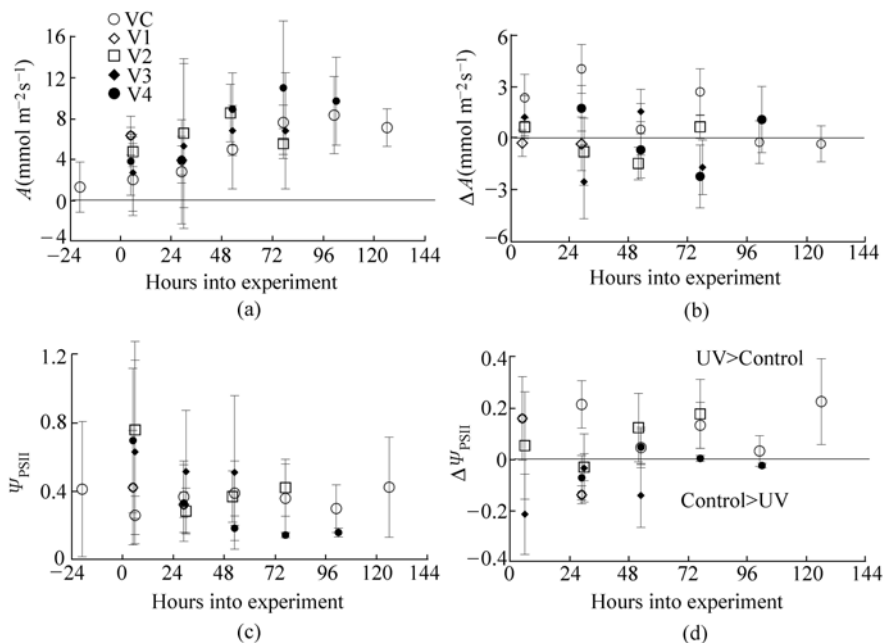 VC
V1
V2
V3
V4
A(mmol m⁻²s⁻¹)
16
12
8
4
0
−4
−24 0 24 48 72 96 120 144
Hours into experiment
(a)
ΔA(mmol m⁻²s⁻¹)
6
3
0
−3
−6
0 24 48 72 96 120 144
Hours into experiment
(b)
Ψ_PSII
1.2
0.8
0.4
0
−24 0 24 48 72 96 120 144
Hours into experiment
(c)
ΔΨ_PSII
0.4
0.2
0
−0.2
−0.4
UV>Control
Control>UV
0 24 48 72 96 120 144
Hours into experiment
(d)